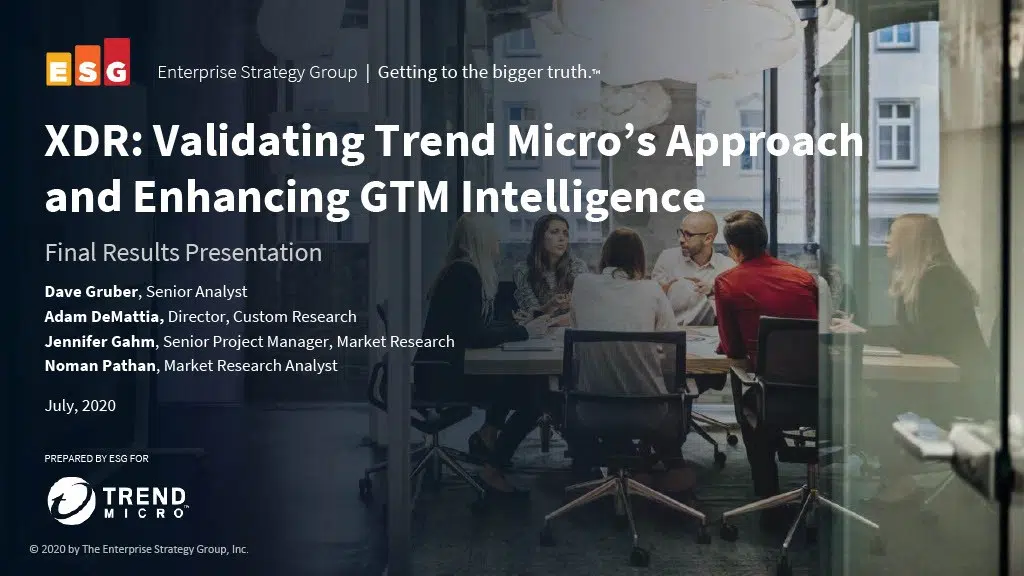 ESG Enterprise Strategy Group | Getting to the bigger truth.™
XDR: Validating Trend Micro’s Approach
and Enhancing GTM Intelligence
Final Results Presentation
Dave Gruber, Senior Analyst
Adam DeMattia, Director, Custom Research
Jennifer Gahm, Senior Project Manager, Market Research
Noman Pathan, Market Research Analyst
July, 2020
PREPARED BY ESG FOR
TREND
MICRO™
© 2020 by The Enterprise Strategy Group, Inc.